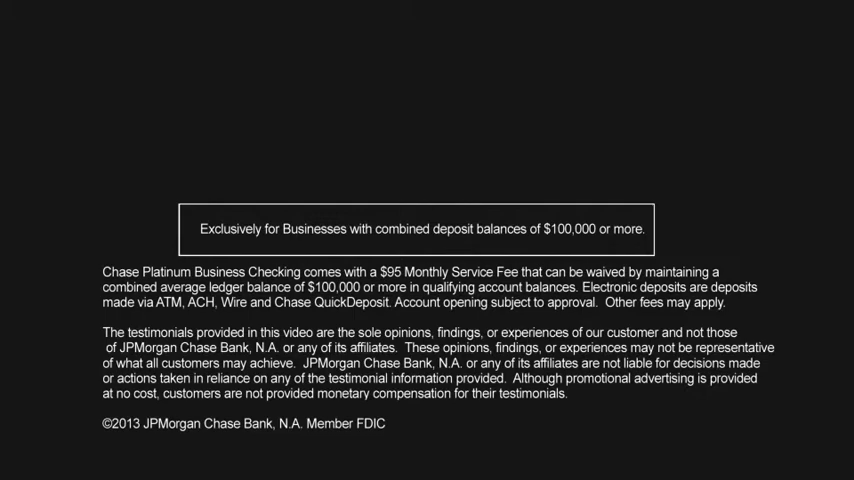 Exclusively for Businesses with combined deposit balances of $100,000 or more.
Chase Platinum Business Checking comes with a $95 Monthly Service Fee that can be waived by maintaining a
combined average ledger balance of $100,000 or more in qualifying account balances. Electronic deposits are deposits
made via ATM, ACH, Wire and Chase QuickDeposit. Account opening subject to approval. Other fees may apply.
The testimonials provided in this video are the sole opinions, findings, or experiences of our customer and not those
of JPMorgan Chase Bank, N.A. or any of its affiliates. These opinions, findings, or experiences may not be representative
of what all customers may achieve. JPMorgan Chase Bank, N.A. or any of its affiliates are not liable for decisions made
or actions taken in reliance on any of the testimonial information provided. Although promotional advertising is provided
at no cost, customers are not provided monetary compensation for their testimonials.
©2013 JPMorgan Chase Bank, N.A. Member FDIC